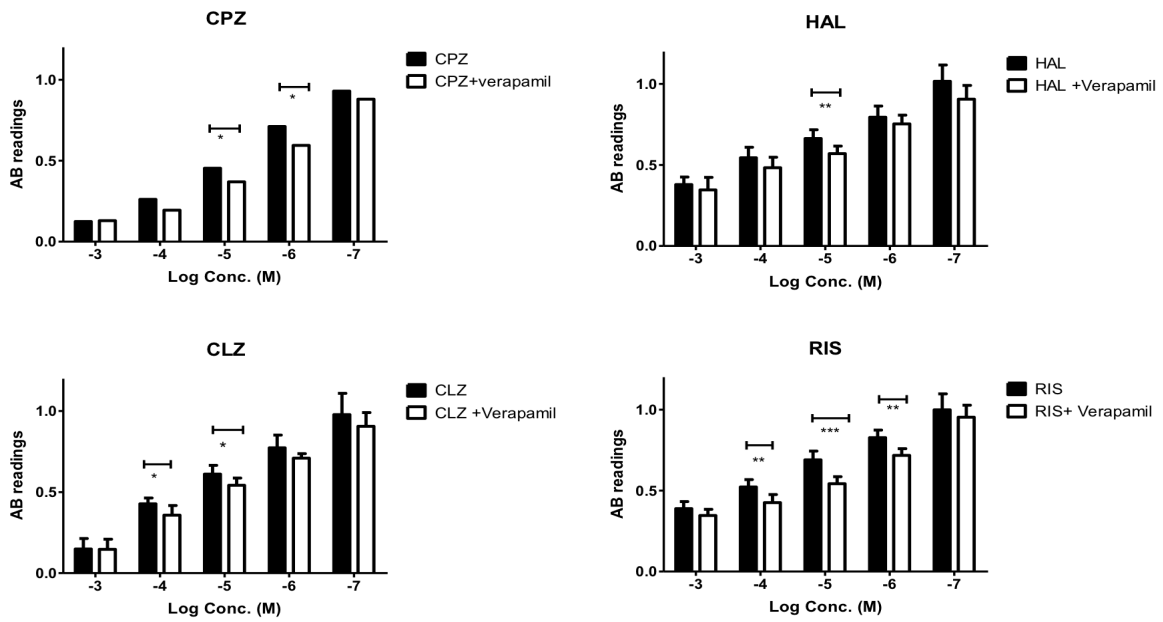 CPZ
CPZ
CPZ+verapamil
AB readings
1.0
0.5
0.0
*
*
-3 -4 -5 -6 -7
Log Conc. (M)
HAL
HAL
HAL +Verapamil
AB readings
1.0
0.5
0.0
**
-3 -4 -5 -6 -7
Log Conc. (M)
CLZ
CLZ
CLZ +Verapamil
AB readings
1.0
0.5
0.0
*
*
-3 -4 -5 -6 -7
Log Conc. (M)
RIS
RIS
RIS+ Verapamil
AB readings
1.0
0.5
0.0
**
***
**
-3 -4 -5 -6 -7
Log Conc. (M)